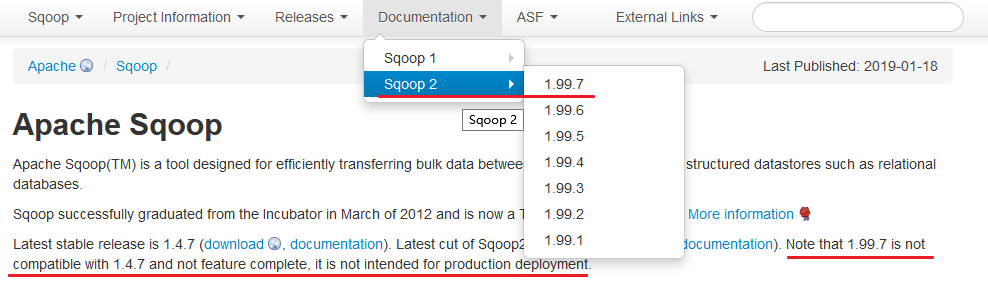 Sqoop Project Information Releases Documentation ASF External Links
Sqoop 1
Apache / Sqoop / Last Published: 2019-01-18
Sqoop 2 1.99.7
1.99.6
Sqoop 2
Apache Sqoop
1.99.5
Apache Sqoop(TM) is a tool designed for efficiently transferring bulk data betwee 1.99.4 structured datastores such as relational
databases.
1.99.3
Sqoop successfully graduated from the Incubator in March of 2012 and is now a T 1.99.2 More information
Latest stable release is 1.4.7 (download , documentation). Latest cut of Sqoop2 1.99.1 documentation). Note that 1.99.7 is not
compatible with 1.4.7 and not feature complete, it is not intended for production deployment.